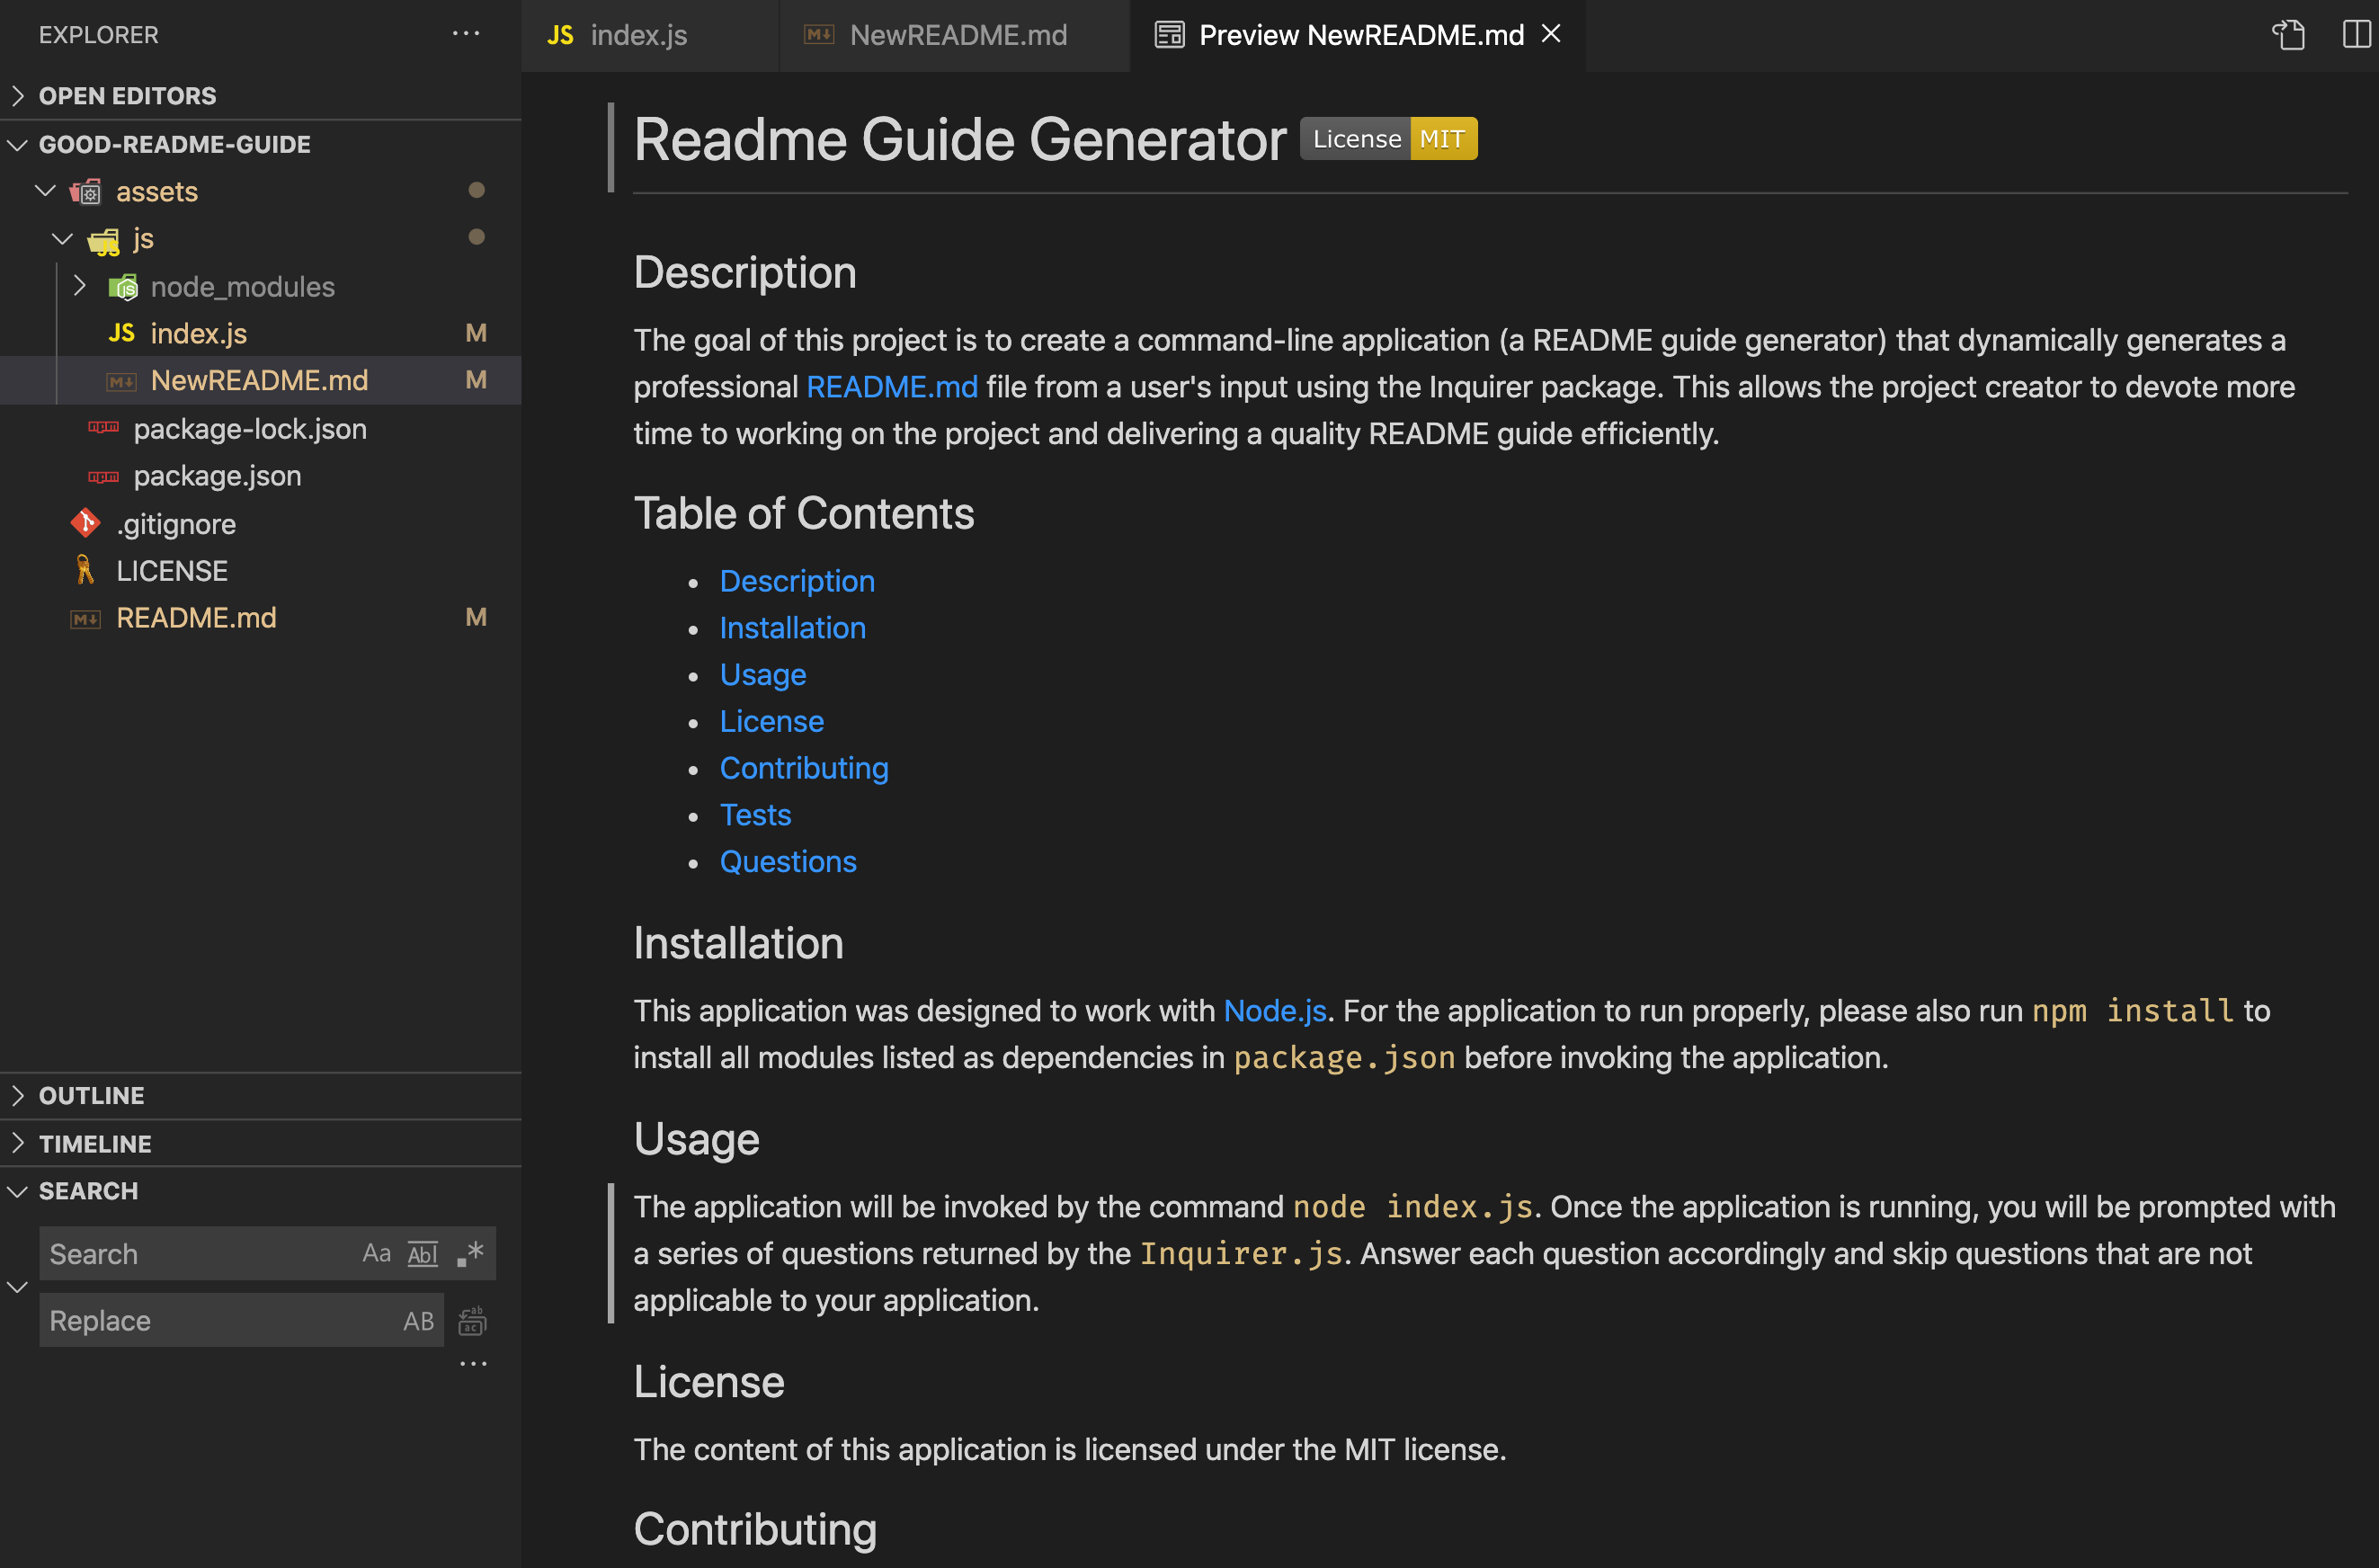 EXPLORER
OPEN EDITORS
GOOD-README-GUIDE
assets
js
node_modules
JS index.js M
NewREADME.md M
package-lock.json
package.json
.gitignore
LICENSE
README.md M
OUTLINE
TIMELINE
SEARCH
Search Aa Abl .*
Replace AB
JS index.js
NewREADME.md
Preview NewREADME.md
Readme Guide Generator License MIT
Description
The goal of this project is to create a command-line application (a README guide generator) that dynamically generates a
professional README.md file from a user's input using the Inquirer package. This allows the project creator to devote more
time to working on the project and delivering a quality README guide efficiently.
Table of Contents
Description
Installation
Usage
License
Contributing
Tests
Questions
Installation
This application was designed to work with Node.js. For the application to run properly, please also run npm install to
install all modules listed as dependencies in package.json before invoking the application.
Usage
The application will be invoked by the command node index.js. Once the application is running, you will be prompted with
a series of questions returned by the Inquirer.js. Answer each question accordingly and skip questions that are not
applicable to your application.
License
The content of this application is licensed under the MIT license.
Contributing